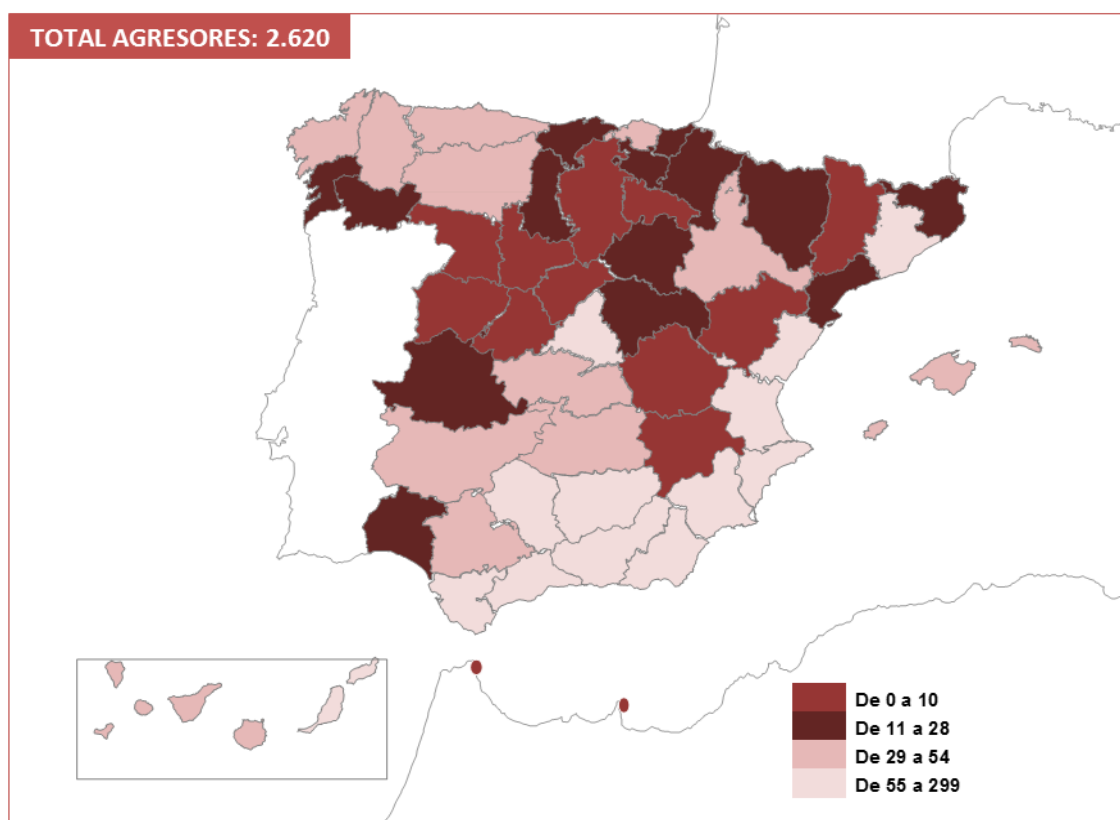 TOTAL AGRESORES: 2.620
De 0 a 10
De 11 a 28
De 29 a 54
De 55 a 299